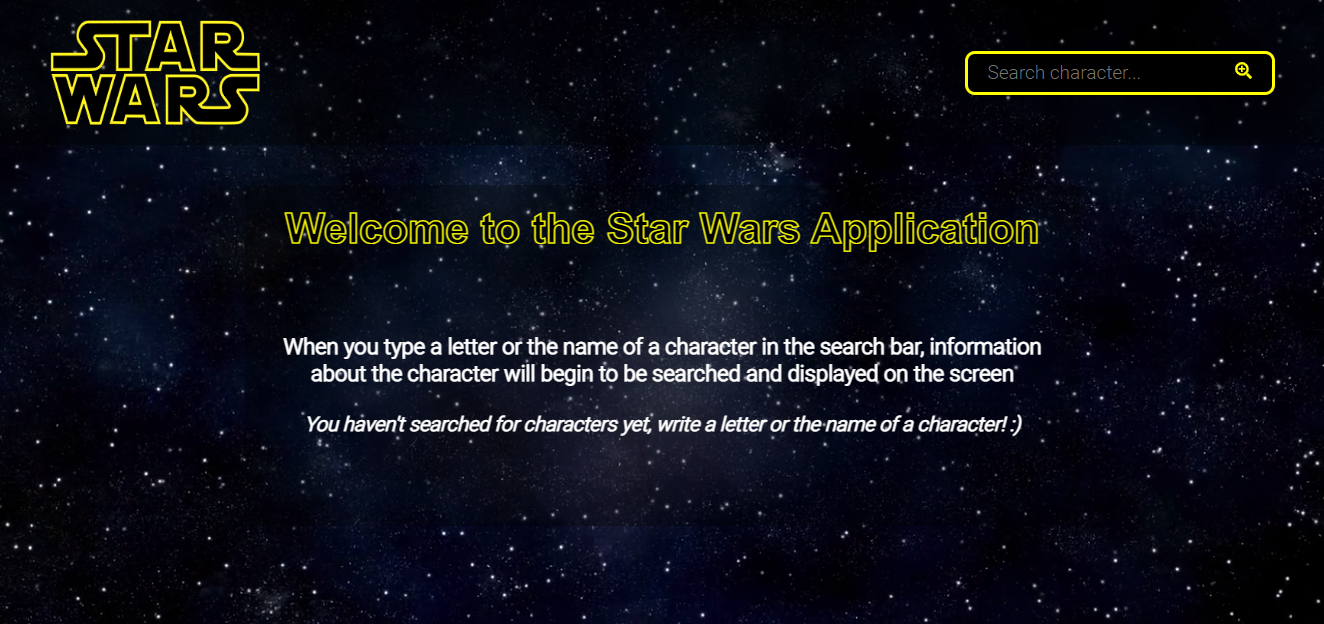 STAR
WARS
Search character...
Welcome to the Star Wars Application
When you type a letter or the name of a character in the search bar, information
about the character will begin to be searched and displayed on the screen
You haven't searched for characters yet, write a letter or the name of a character! :)